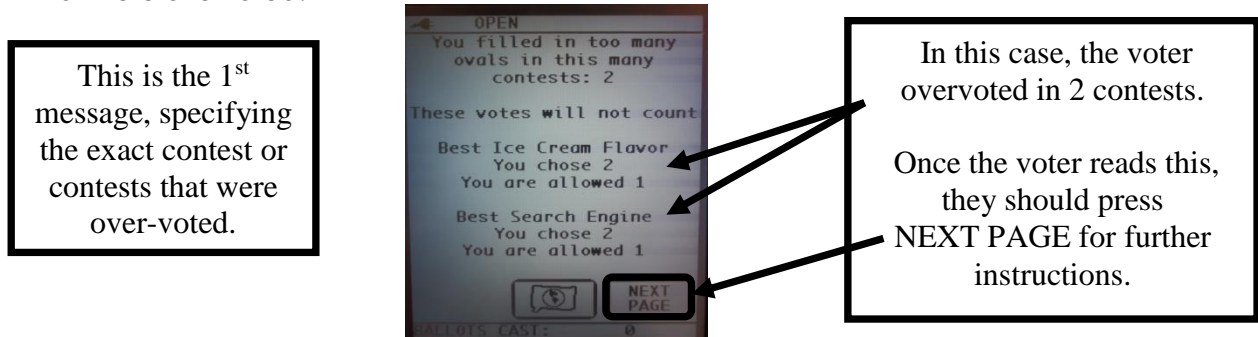 This is the 1st
message, specifying
the exact contest or
contests that were
over-voted.
OPEN
You filled in too many
ovals in this many
contests: 2
These votes will not count
Best Ice Cream Flavor
You chose 2
You are allowed 1
Best Search Engine
You chose 2
You are allowed 1
NEXT
PAGE
BALLOTS CAST: 0
In this case, the voter
overvoted in 2 contests.
Once the voter reads this,
they should press
NEXT PAGE for further
instructions.